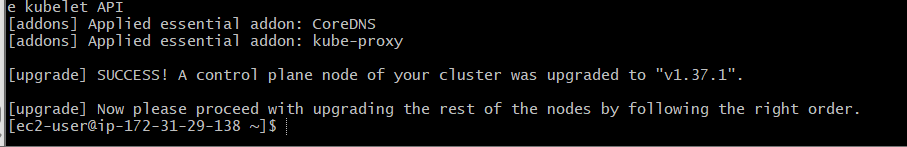 e kubelet API
[addons] Applied essential addon: CoreDNS
[addons] Applied essential addon: kube-proxy
[upgrade] SUCCESS! A control plane node of your cluster was upgraded to "v1.37.1".
[upgrade] Now please proceed with upgrading the rest of the nodes by following the right order.
[ec2-user@ip-172-31-29-138 ~]$